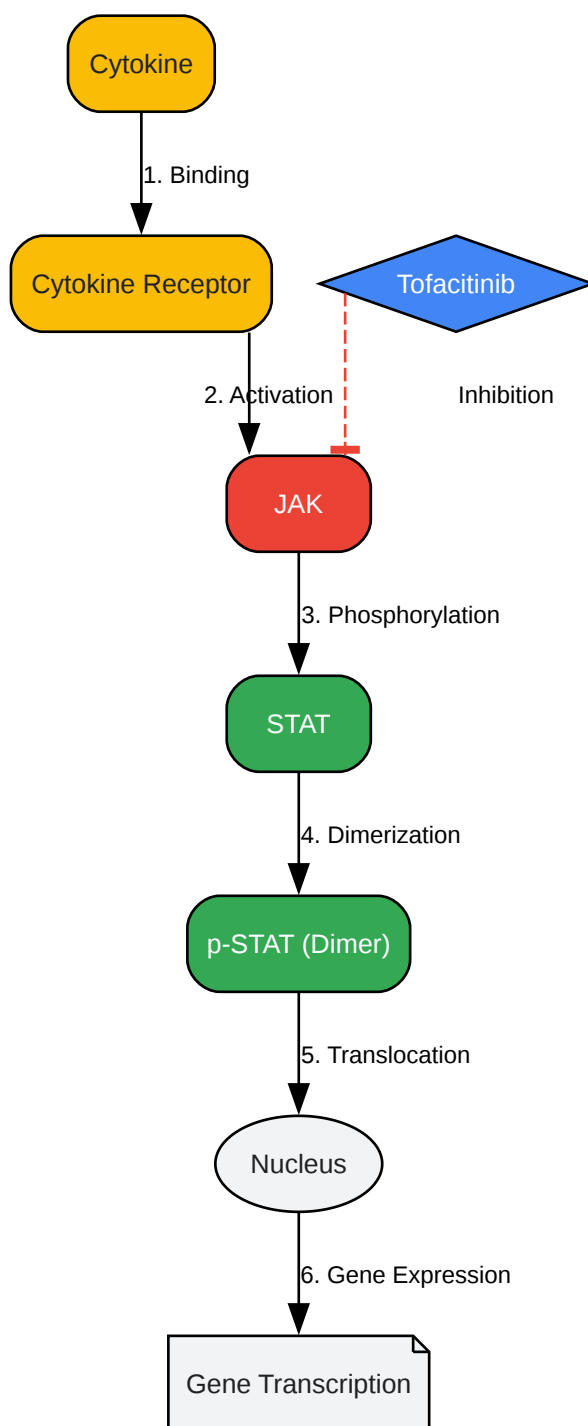 Cytokine
1. Binding
Cytokine Receptor
Tofacitinib
2. Activation
Inhibition
JAK
3. Phosphorylation
STAT
4. Dimerization
p-STAT (Dimer)
5. Translocation
Nucleus
6. Gene Expression
Gene Transcription